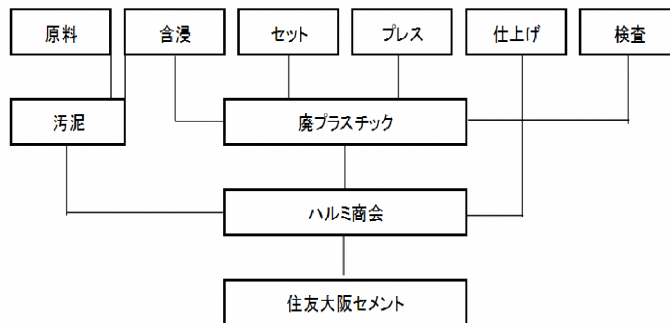 原料
含浸
セット
プレス
仕上げ
検査
汚泥
廃プラスチック
ハルミ商会
住友大阪セメント